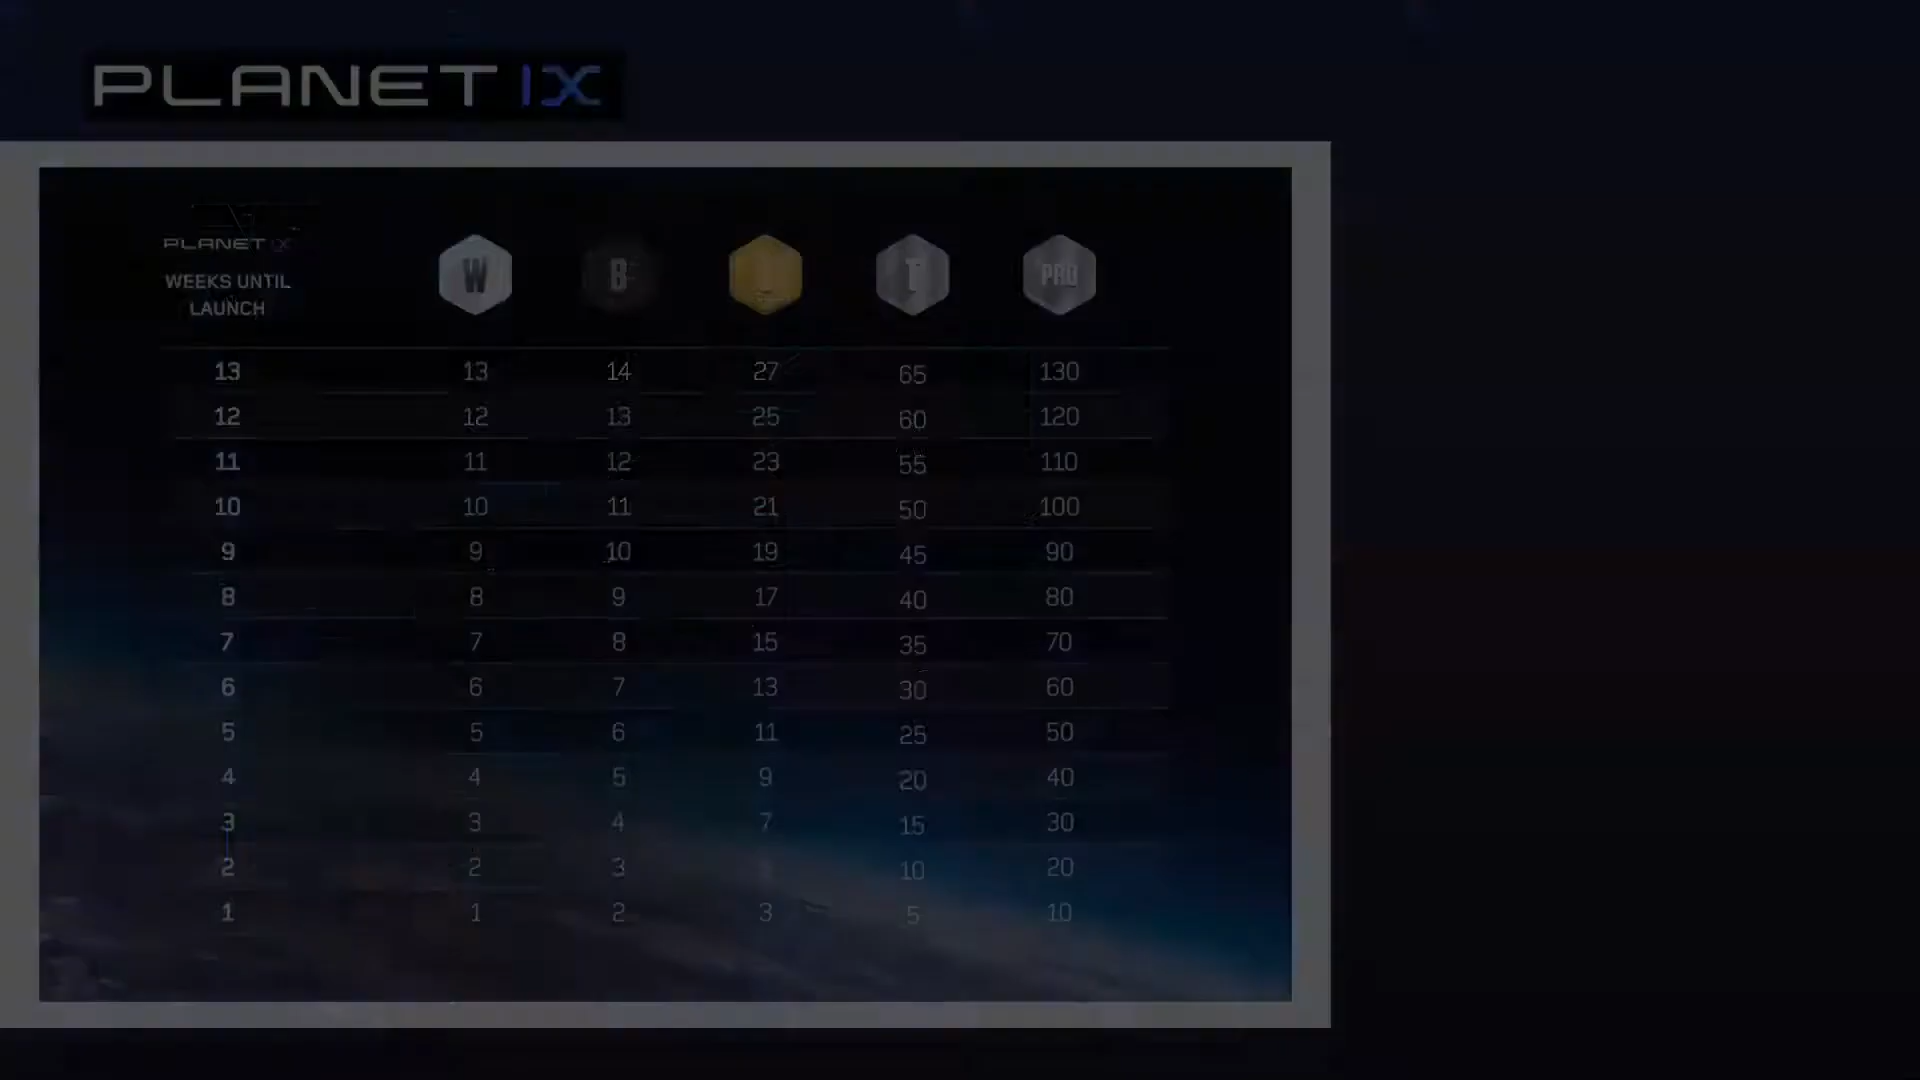 PLANET IX
PLANET IX
WEEKS UNTIL
LAUNCH
W B T PRO
13 13 14 27 65 130
12 12 13 25 60 120
11 11 12 23 55 110
10 10 11 21 50 100
9 9 10 19 45 90
8 8 9 17 40 80
7 7 8 15 35 70
6 6 7 13 30 60
5 5 6 11 25 50
4 4 5 9 20 40
3 3 4 7 15 30
2 2 3 10 20
1 1 2 3 5 10